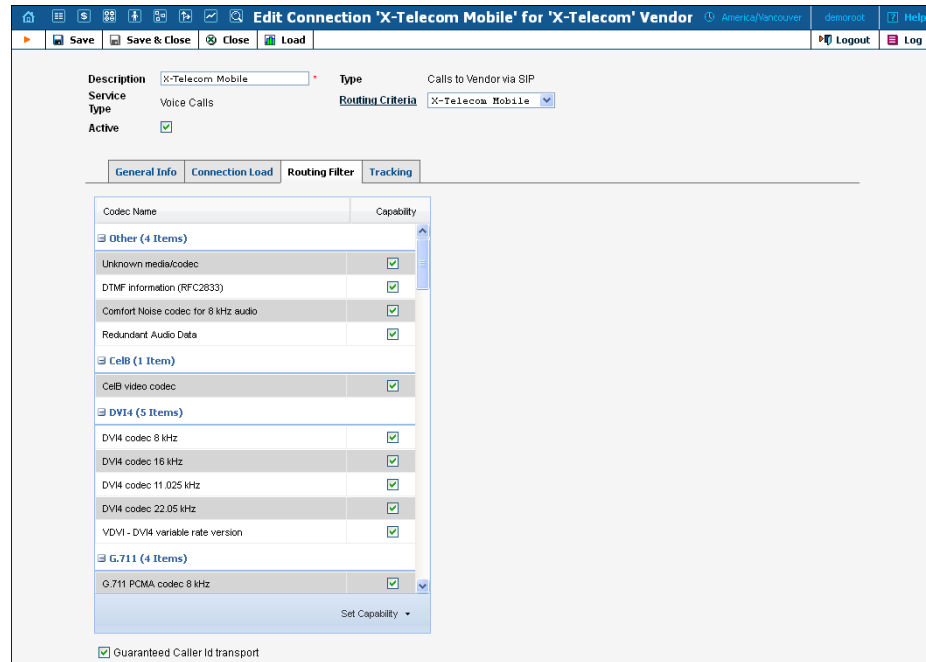 Edit Connection 'X-Telecom Mobile' for 'X-Telecom' Vendor America/Vancouver demoroot ? Help
Save Save & Close Close Load Logout Log
Description X-Telecom Mobile * Type Calls to Vendor via SIP
Service Type Voice Calls Routing Criteria X-Telecom Mobile
Active
General Info Connection Load Routing Filter Tracking
Codec Name Capability
Other (4 Items)
Unknown media/codec
DTMF information (RFC2833)
Comfort Noise codec for 8 kHz audio
Redundant Audio Data
CelB (1 Item)
CelB video codec
DVI4 (5 Items)
DVI4 codec 8 kHz
DVI4 codec 16 kHz
DVI4 codec 11.025 kHz
DVI4 codec 22.05 kHz
VDVI - DVI4 variable rate version
G.711 (4 Items)
G.711 PCMA codec 8 kHz
Set Capability
Guaranteed Caller Id transport